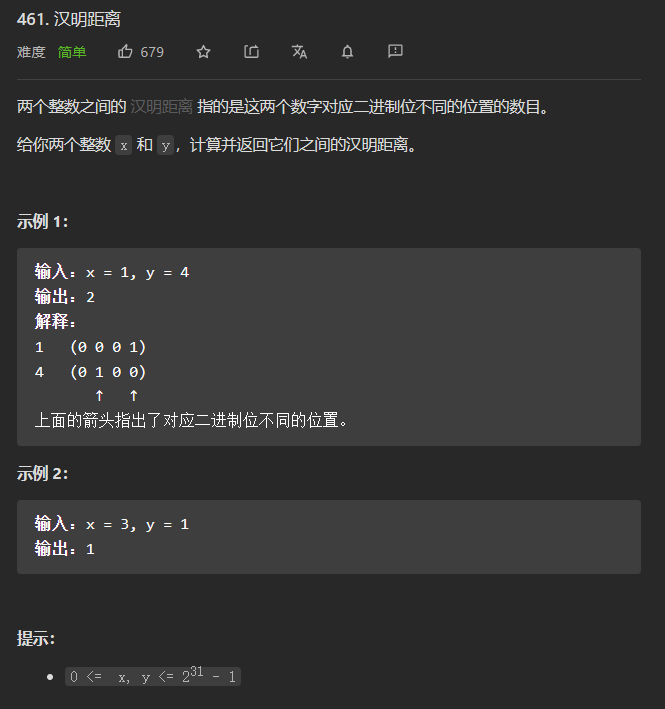 461. 汉明距离
难度 简单 679
两个整数之间的 汉明距离 指的是这两个数字对应二进制位不同的位置的数目。
给你两个整数 x 和 y，计算并返回它们之间的汉明距离。
示例 1：
输入：x = 1, y = 4
输出：2
解释：
1 (0 0 0 1)
4 (0 1 0 0)
↑ ↑
上面的箭头指出了对应二进制位不同的位置。
示例 2：
输入：x = 3, y = 1
输出：1
提示：
• 0 <= x, y <= 2^31 - 1